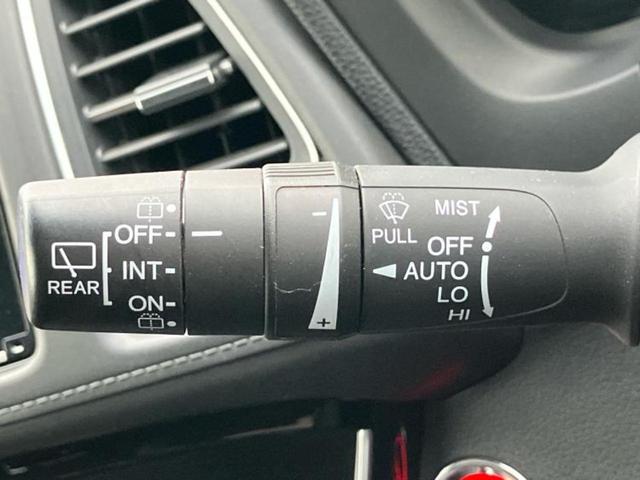 OFF
INT
ON
REAR
-
+
PULL
MIST
OFF
AUTO
LO
HI